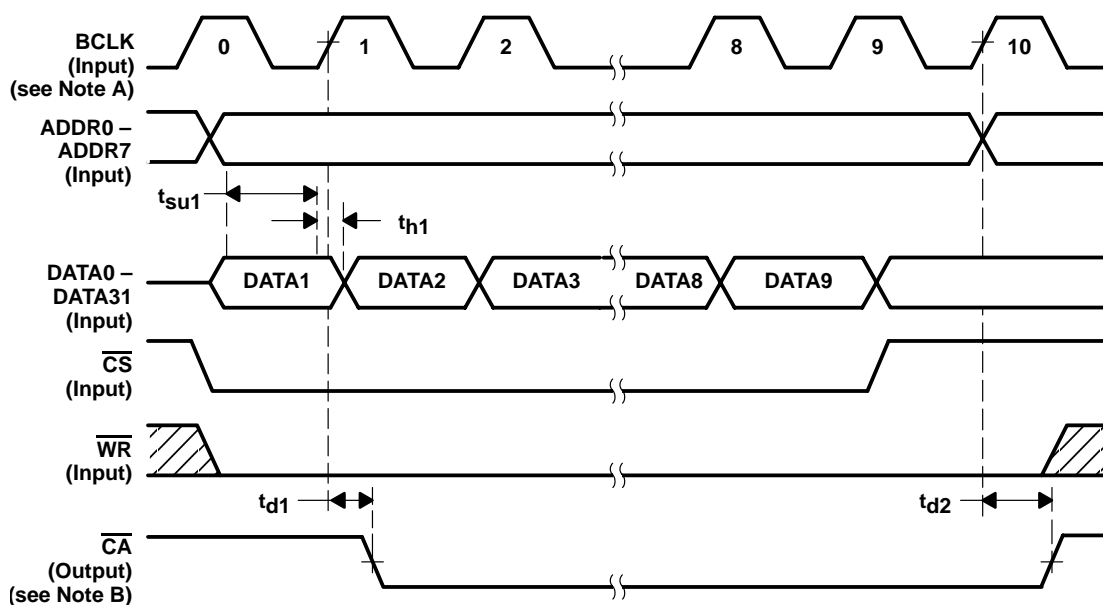 BCLK
(Input)
(see Note A)
0
1
2
8
9
10
ADDR0 –
ADDR7
(Input)
tsu1
th1
DATA0 –
DATA31
(Input)
DATA1
DATA2
DATA3
DATA8
DATA9
CS
(Input)
WR
(Input)
td1
td2
CA
(Output)
(see Note B)